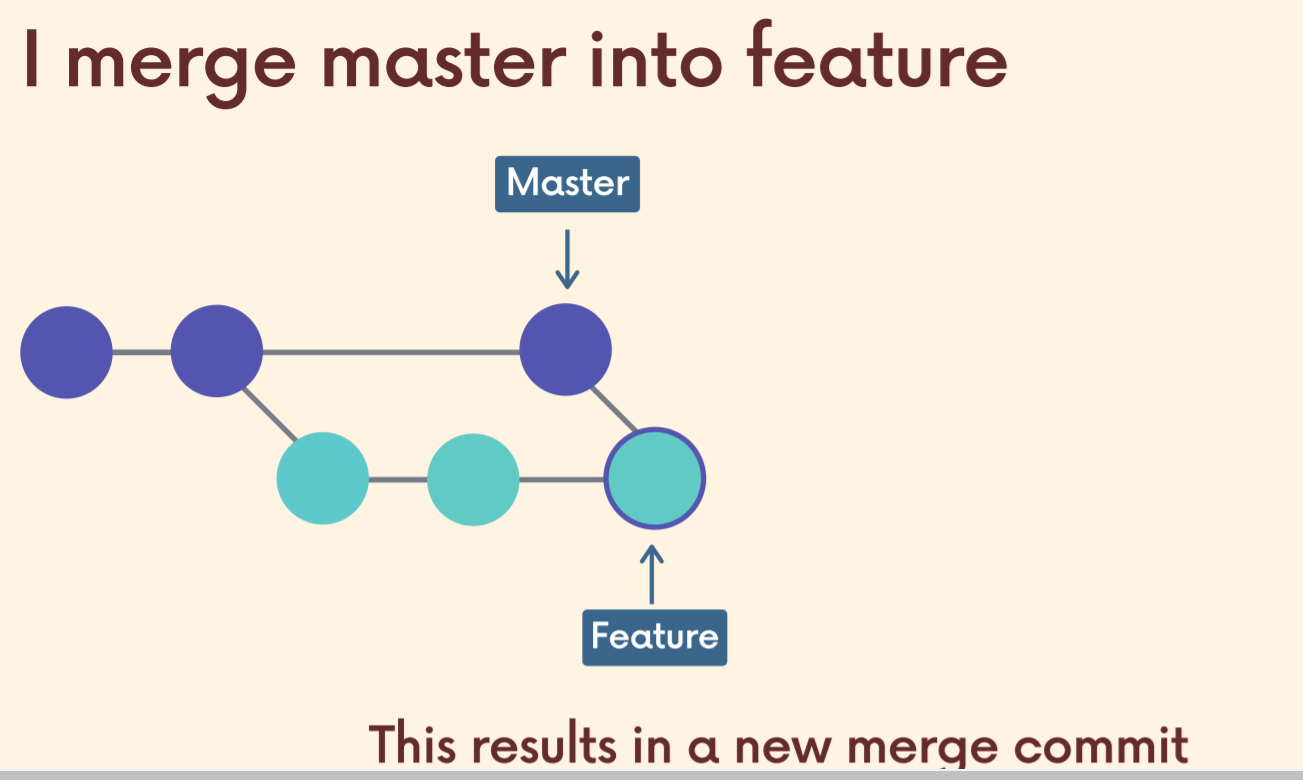 I merge master into feature
Master
Feature
This results in a new merge commit